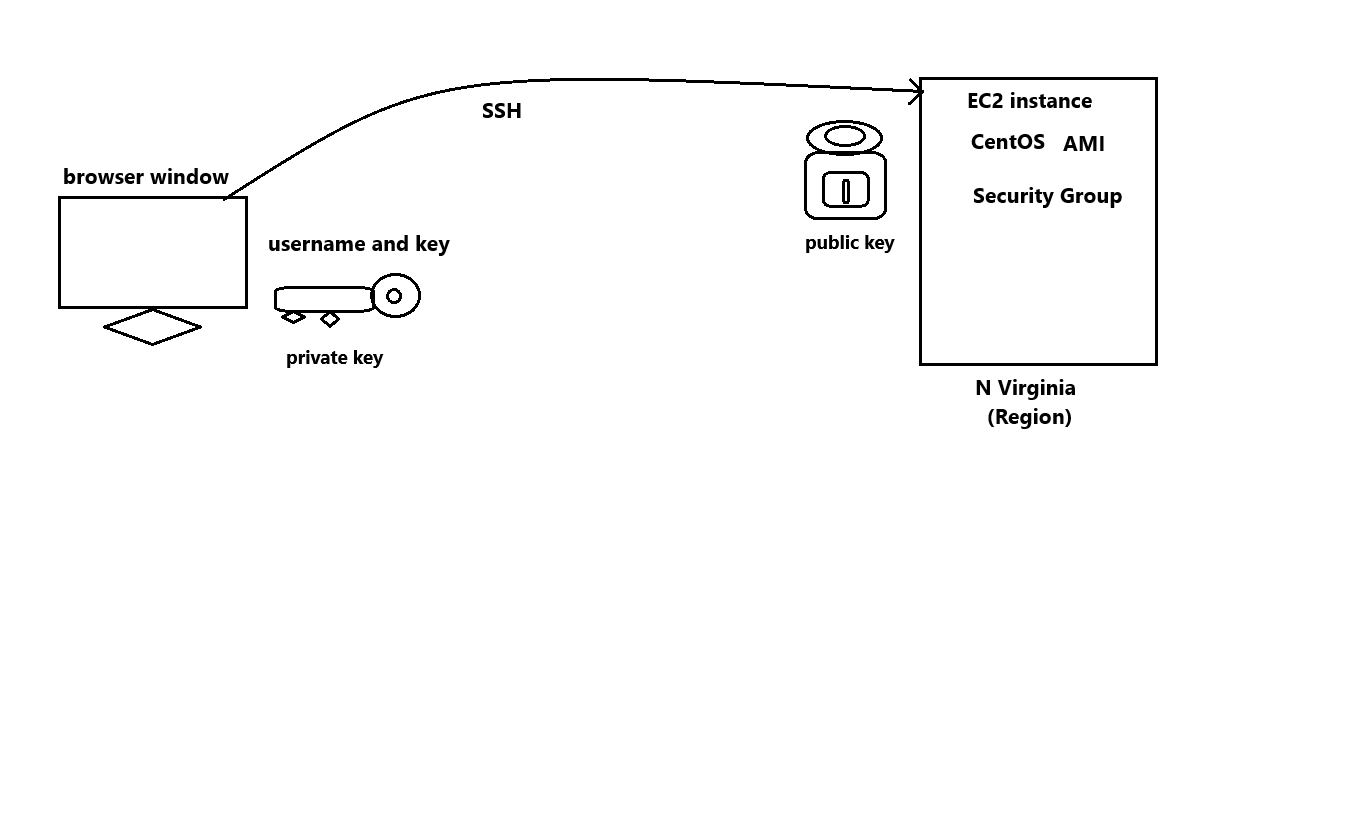 SSH
browser window
username and key
private key
public key
EC2 instance
CentOS AMI
Security Group
N Virginia
(Region)